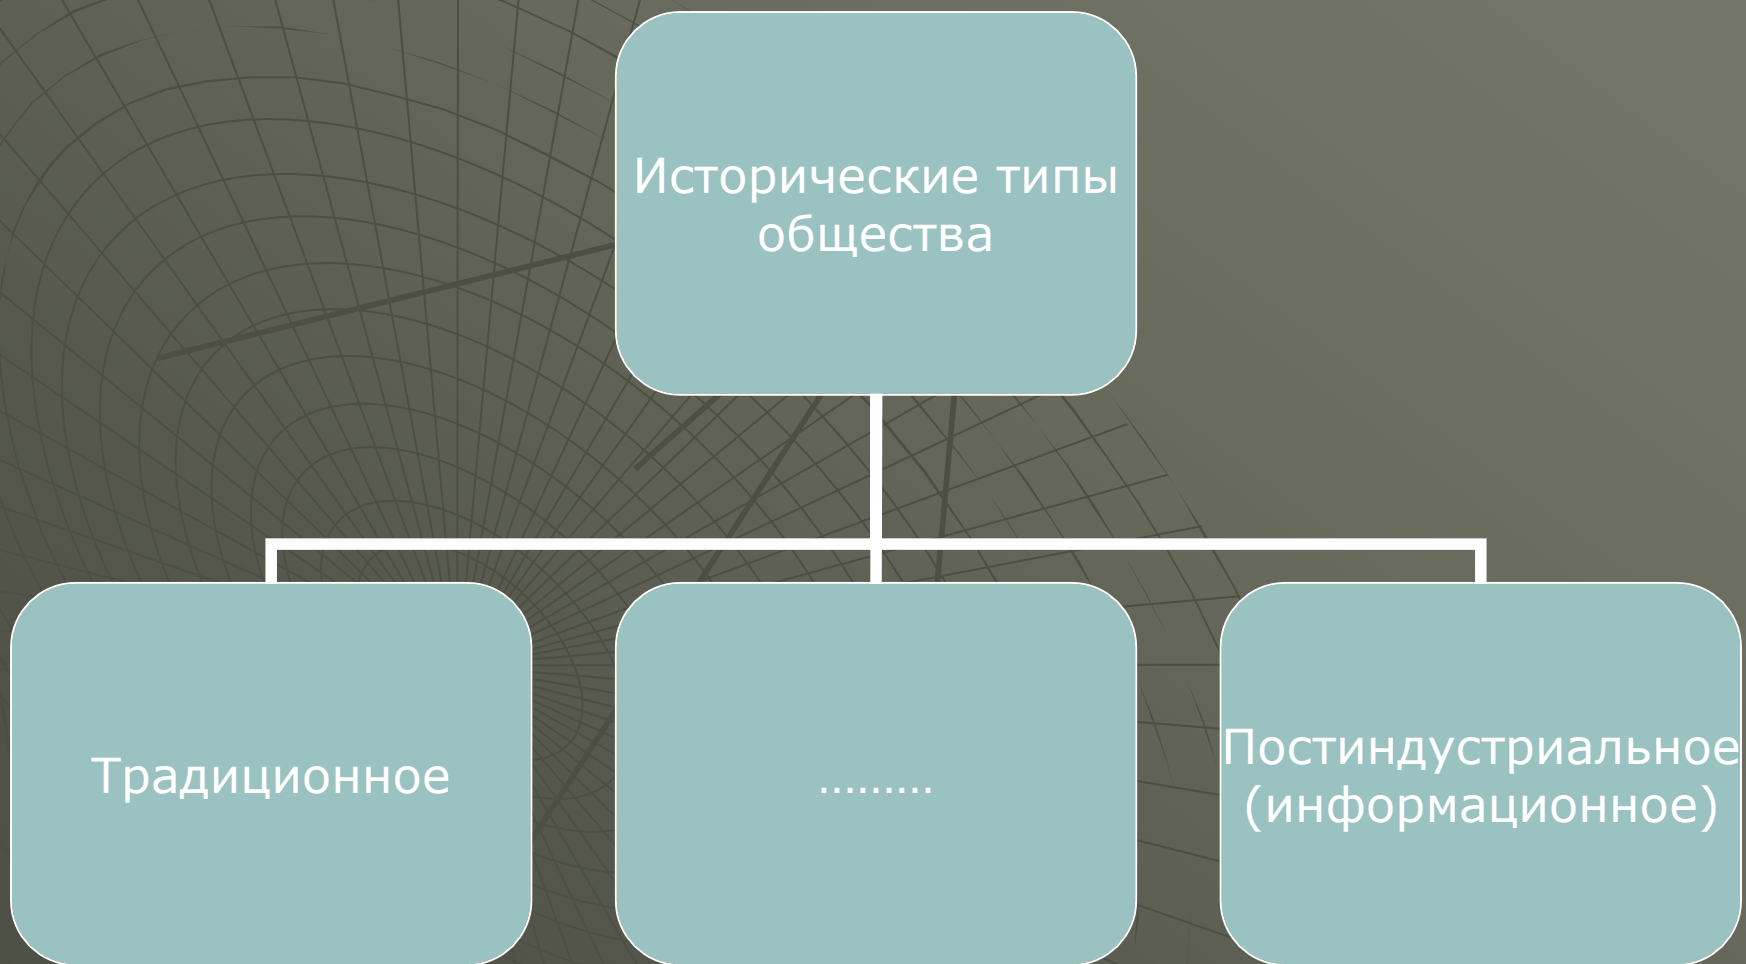 Исторические типы
общества
Традиционное
………
Постиндустриальное
(информационное)